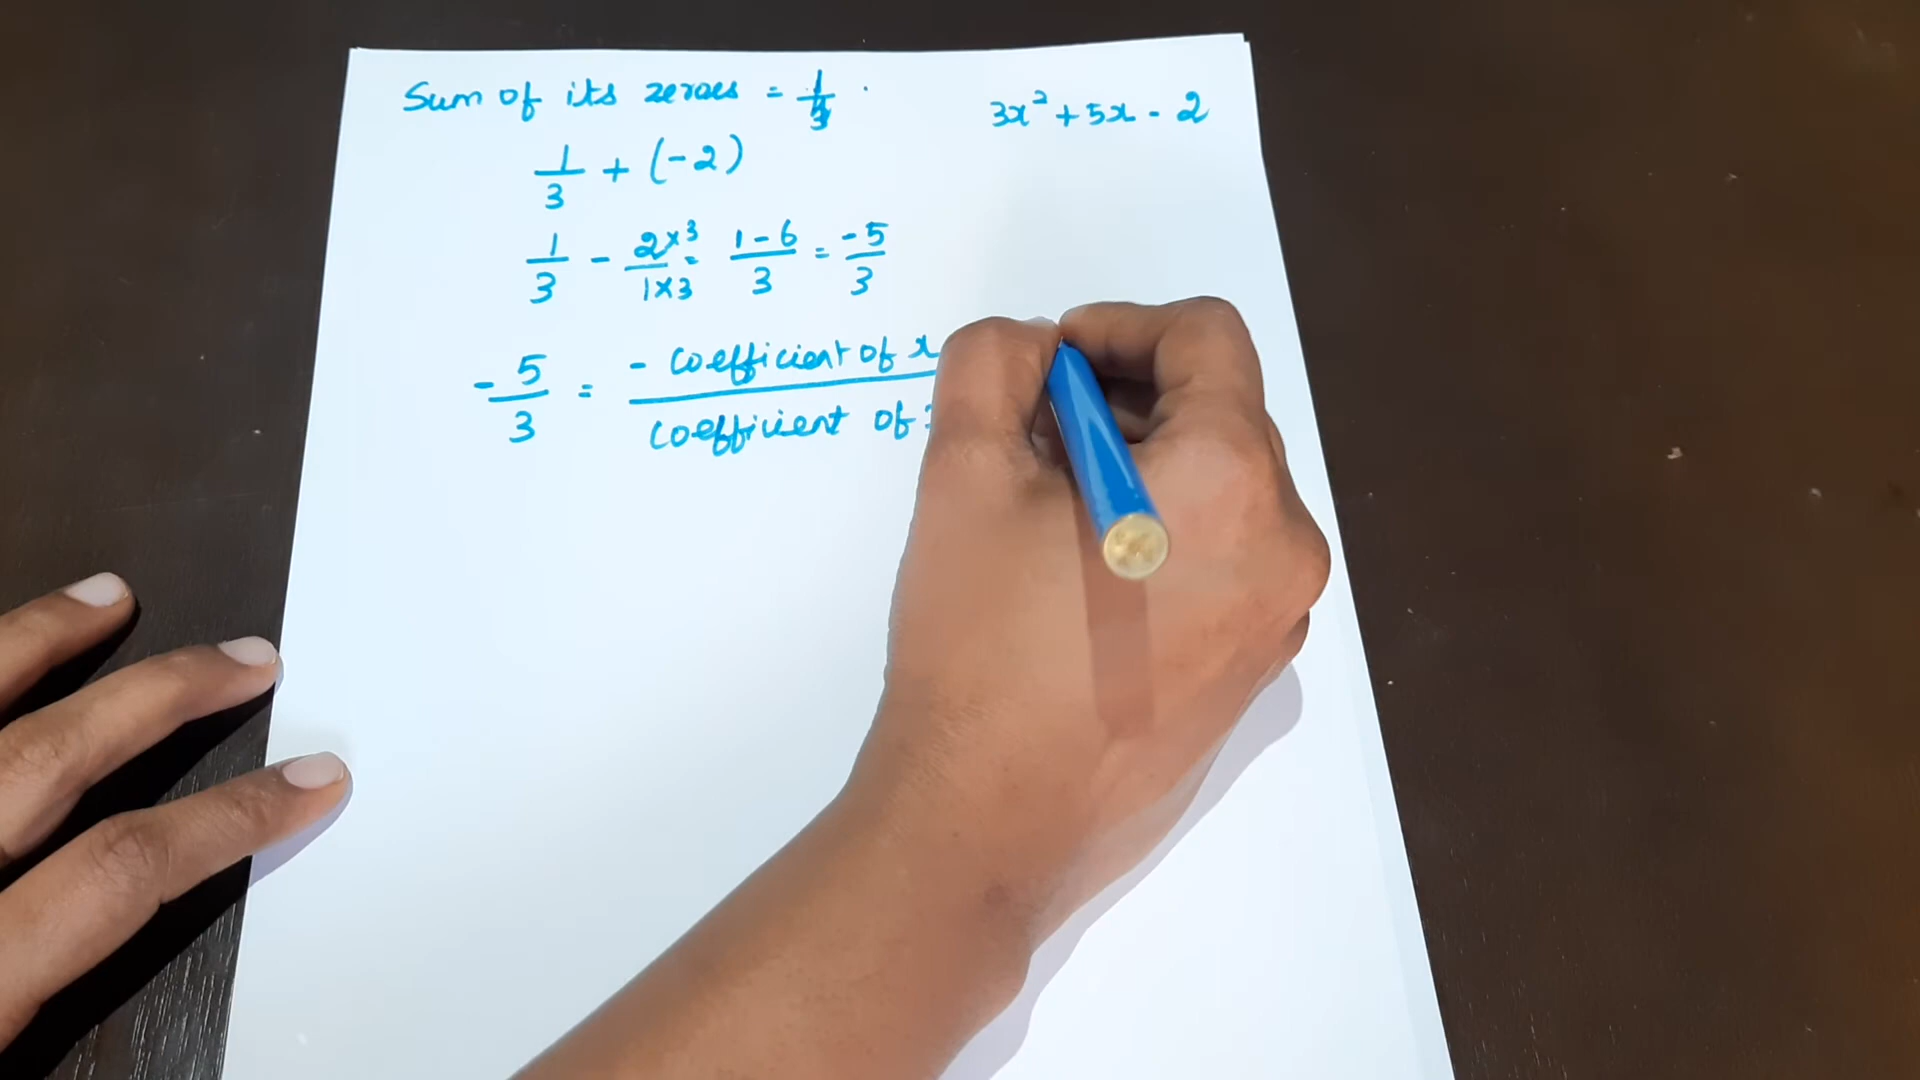 Sum of its zeroes = 1/3
3x² + 5x - 2
1/3 + (-2)
1/3 - 2×3/1×3 = 1-6/3 = -5/3
-5/3 = - coefficient of x / coefficient of